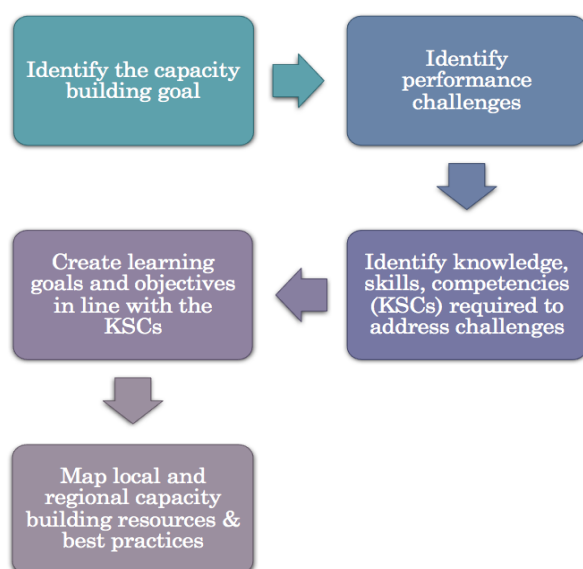 Identify the capacity
building goal
Identify
performance
challenges
Identify knowledge,
skills, competencies
(KSCs) required to
address challenges
Create learning
goals and objectives
in line with the
KSCs
Map local and
regional capacity
building resources &
best practices